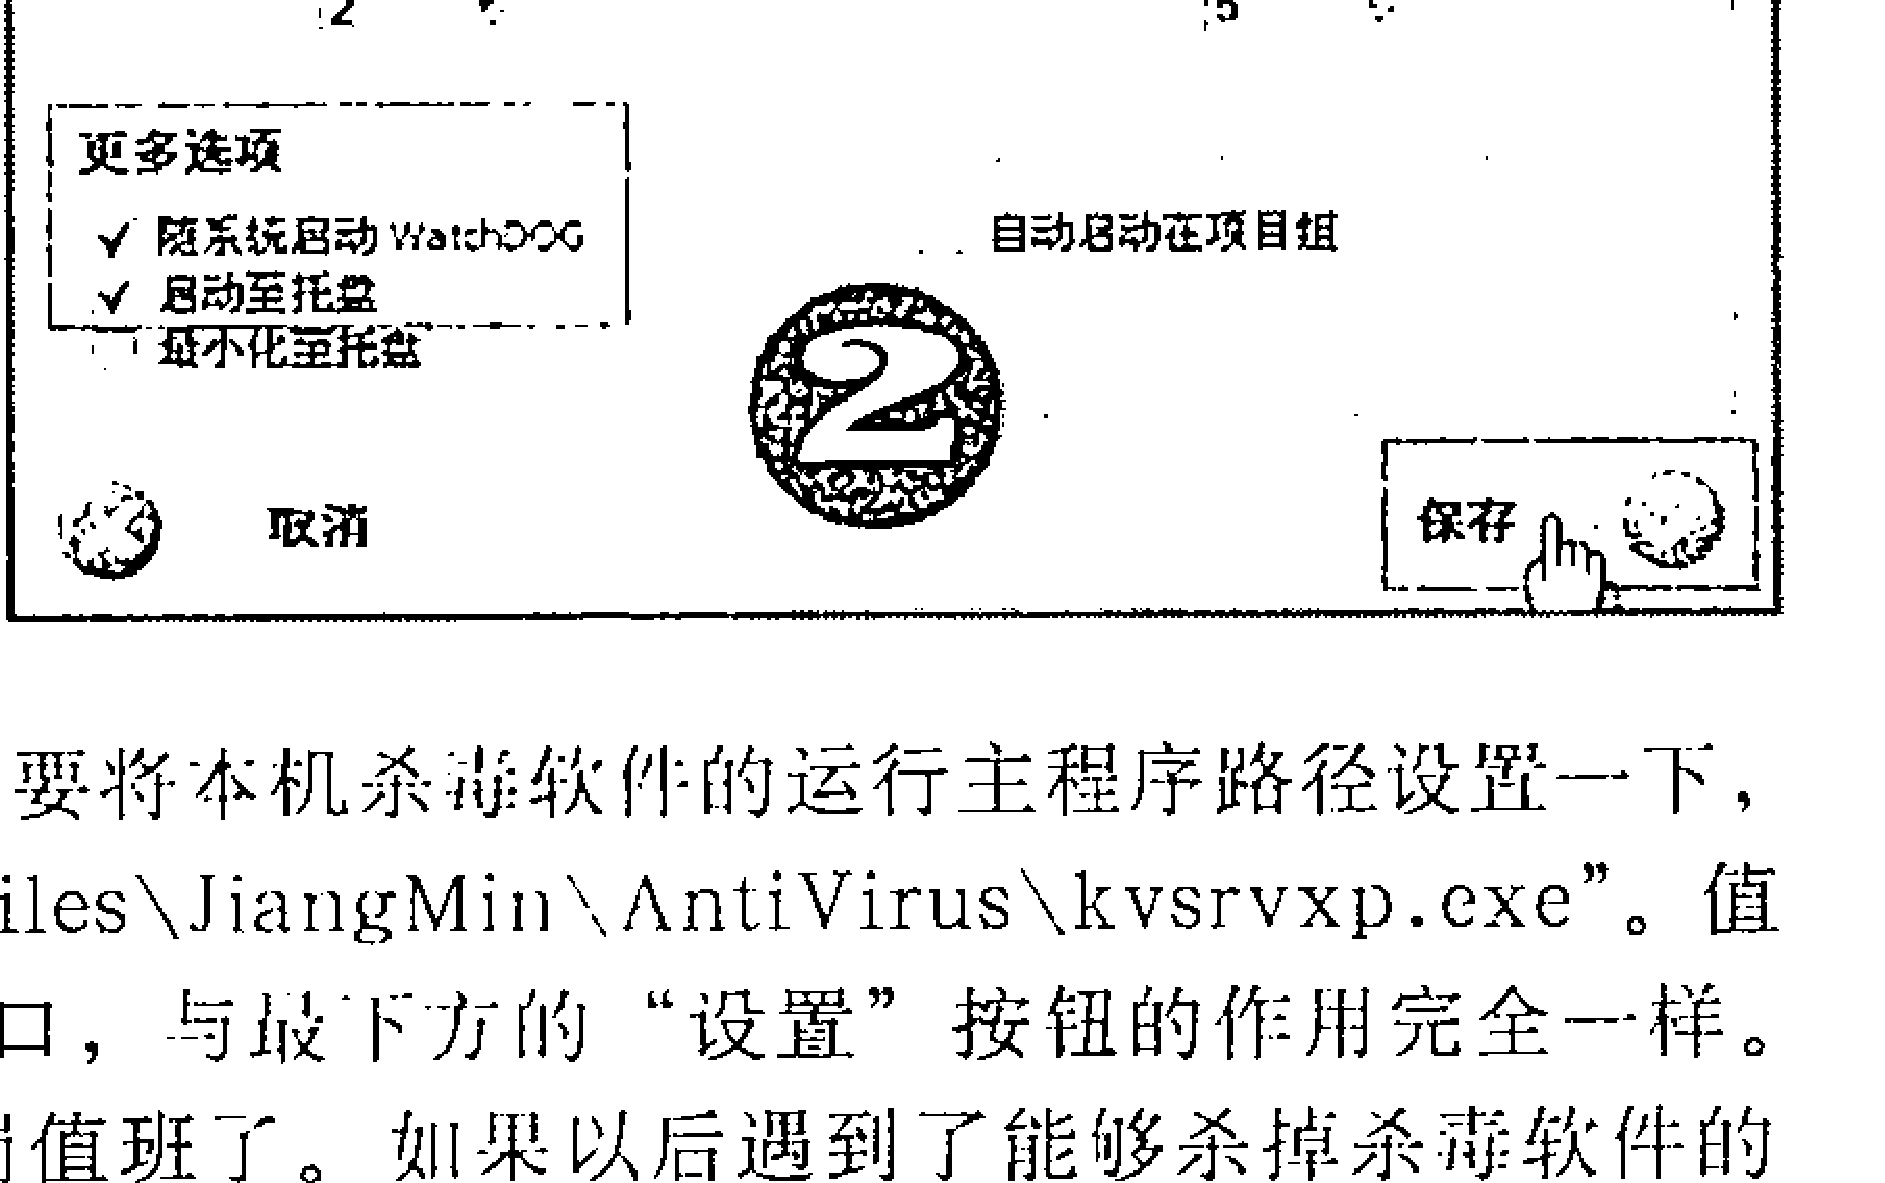 2 5
更多选项
随系统启动 WatchDOG
自动启动在项目组
启动至托盘
最小化至托盘
2
取消
保存
要将本机杀毒软件的运行主程序路径设置一下，
iles\JiangMin\AntiVirus\kvsrvxp.exe”。值
口，与最下方的“设置”按钮的作用完全一样。
值班了。如果以后遇到了能够杀掉杀毒软件的